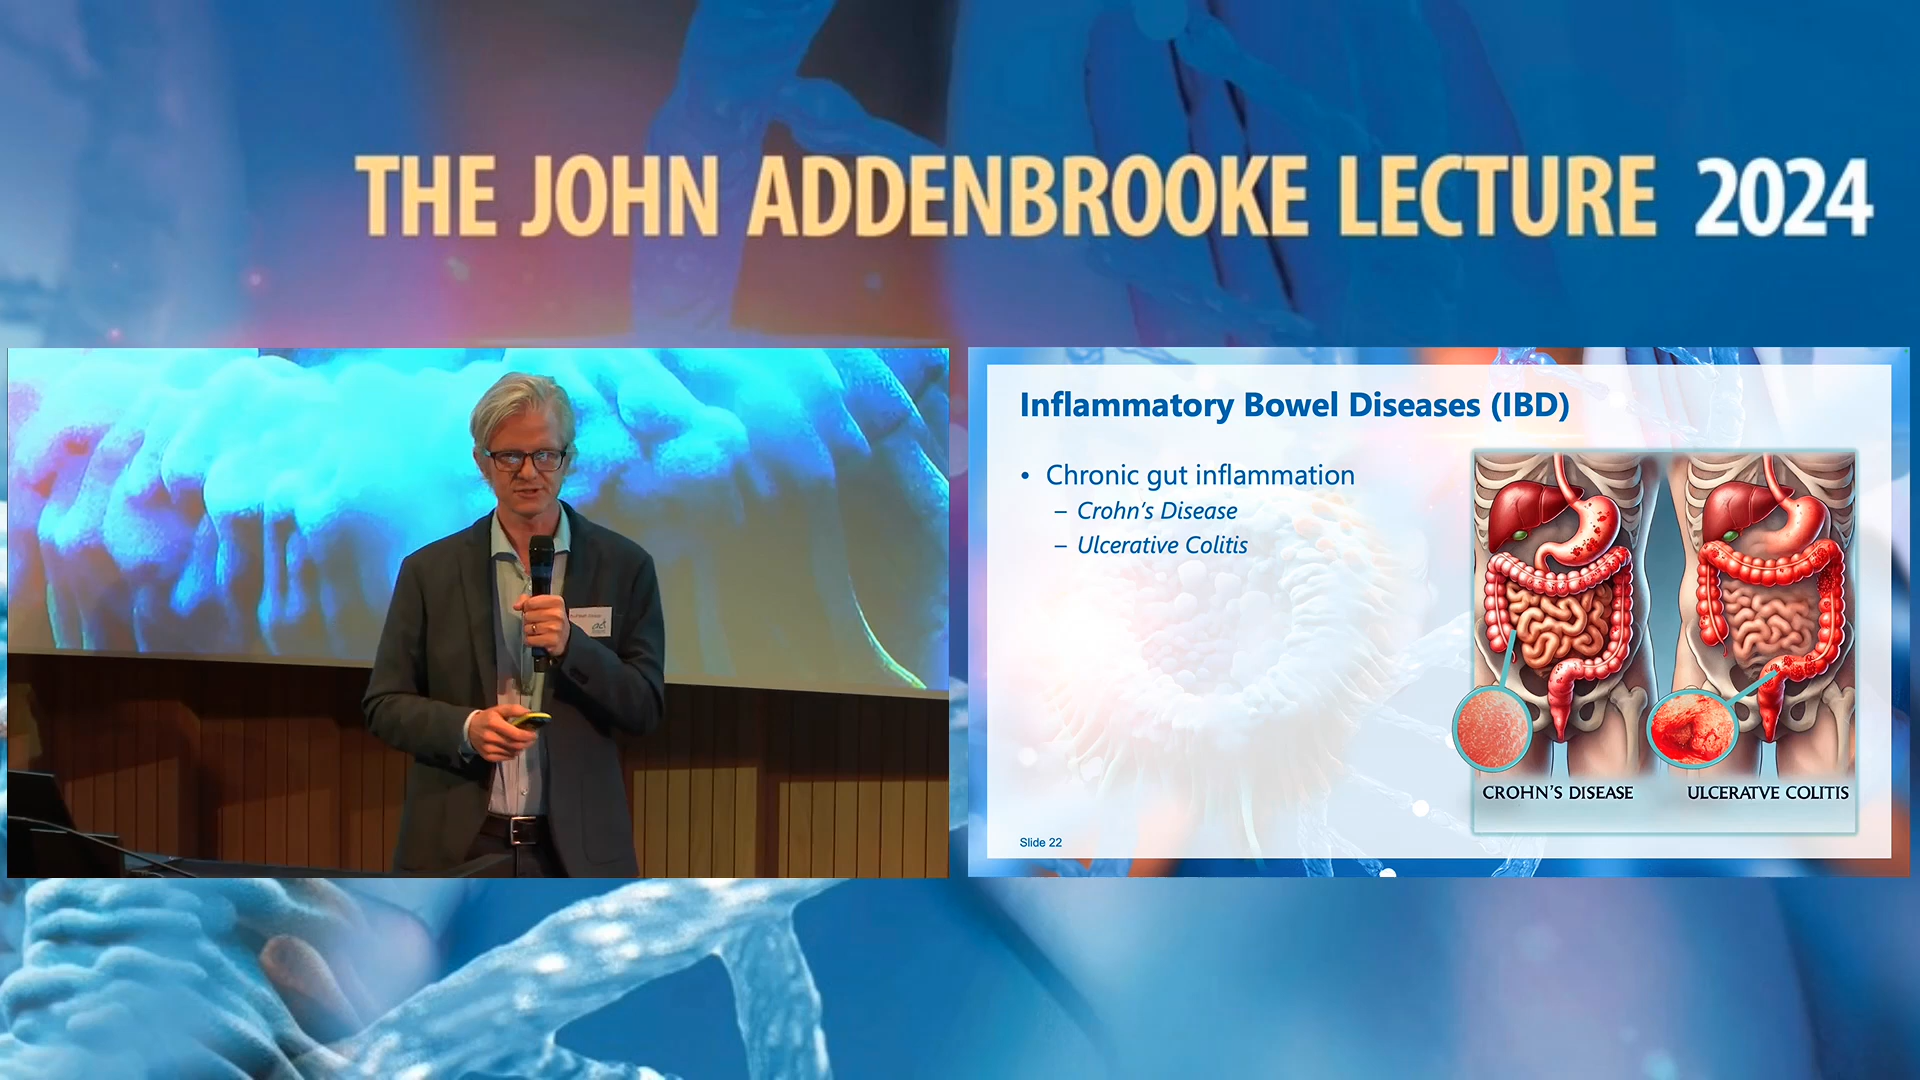 THE JOHN ADDENBROOKE LECTURE 2024
Inflammatory Bowel Diseases (IBD)
• Chronic gut inflammation
– Crohn's Disease
– Ulcerative Colitis
CROHN'S DISEASE
ULCERATVE COLITIS
Slide 22